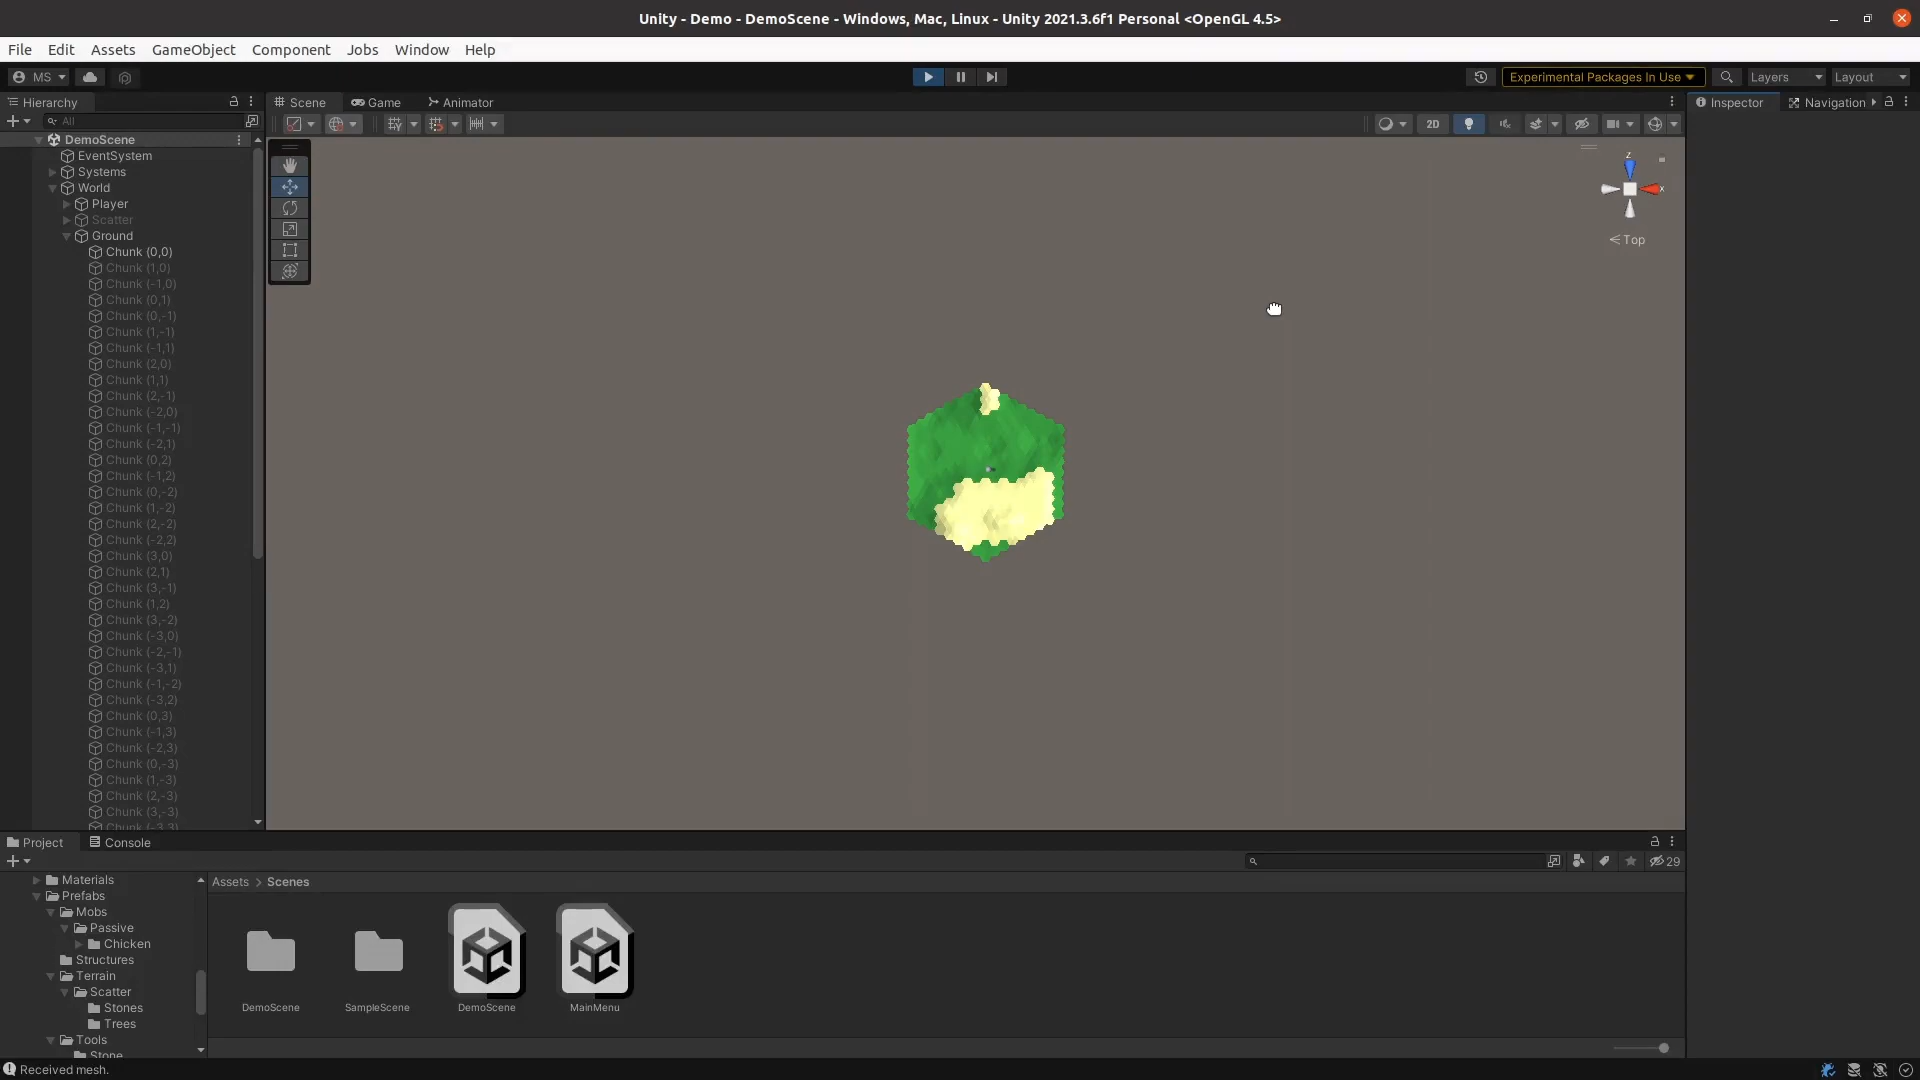 Unity - Demo - DemoScene - Windows, Mac, Linux - Unity 2021.3.6f1 Personal <OpenGL 4.5>
File Edit Assets GameObject Component Jobs Window Help
MS Experimental Packages In Use Layers Layout
Hierarchy Scene Game Animator Inspector Navigation
All 2D
DemoScene
EventSystem
Systems
World
Player
Scatter
Ground
Chunk (0,0)
Chunk (1,0)
Chunk (-1,0)
Chunk (0,1)
Chunk (0,-1)
Chunk (1,-1)
Chunk (-1,1)
Chunk (2,0)
Chunk (1,1)
Chunk (2,-1)
Chunk (-2,0)
Chunk (-1,-1)
Chunk (-2,1)
Chunk (0,2)
Chunk (-1,2)
Chunk (0,-2)
Chunk (1,-2)
Chunk (2,-2)
Chunk (-2,2)
Chunk (3,0)
Chunk (2,1)
Chunk (3,-1)
Chunk (1,2)
Chunk (3,-2)
Chunk (-3,0)
Chunk (-2,-1)
Chunk (-3,1)
Chunk (-1,-2)
Chunk (-3,2)
Chunk (0,3)
Chunk (-1,3)
Chunk (-2,3)
Chunk (0,-3)
Chunk (1,-3)
Chunk (2,-3)
Chunk (3,-3)
Chunk (-3,3)
z
x
Top
Project Console
29
Materials
Prefabs
Mobs
Passive
Chicken
Structures
Terrain
Scatter
Stones
Trees
Tools
Stone
Assets > Scenes
DemoScene SampleScene DemoScene MainMenu
Received mesh.